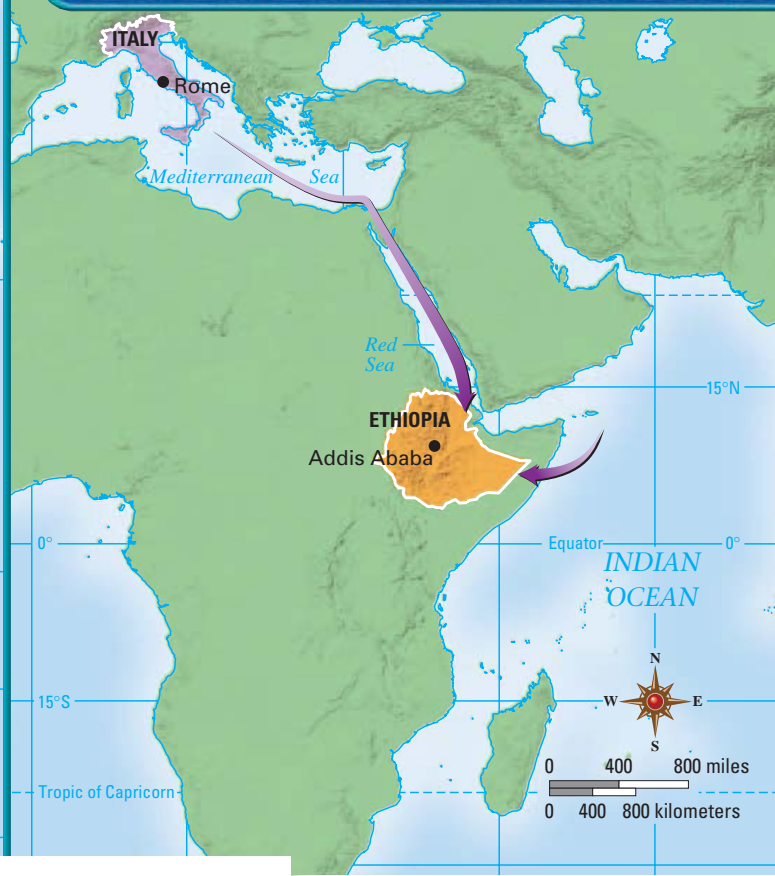 ITALY
Rome
Mediterranean Sea
Red
Sea
15°N
ETHIOPIA
Addis Ababa
0°
Equator
0°
INDIAN
OCEAN
N
W
E
S
15°S
0 400 800 miles
Tropic of Capricorn
0 400 800 kilometers